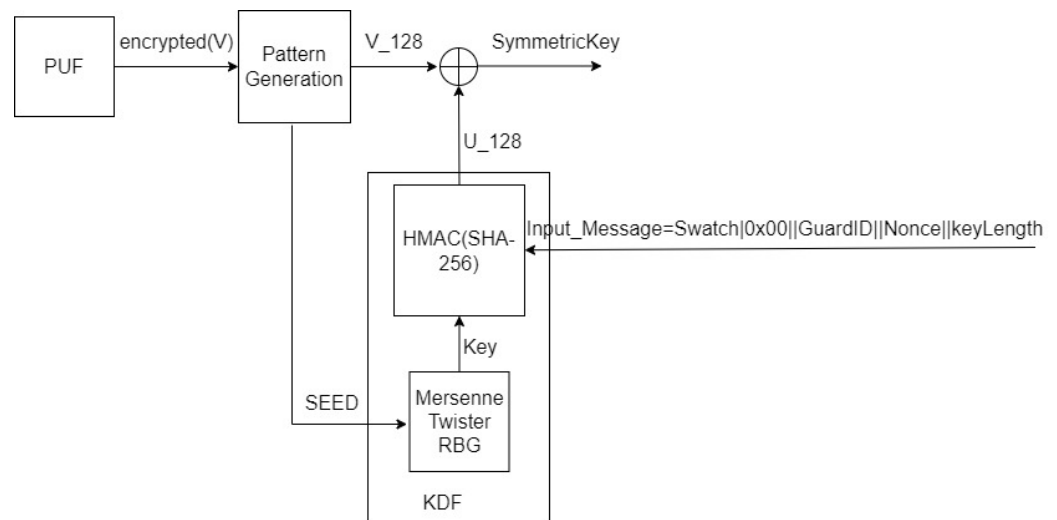 PUF
encrypted(V)
Pattern
Generation
V_128
SymmetricKey
U_128
HMAC(SHA-
256)
Input_Message=Swatch|0x00||GuardID||Nonce||keyLength
Key
SEED
Mersenne
Twister
RBG
KDF